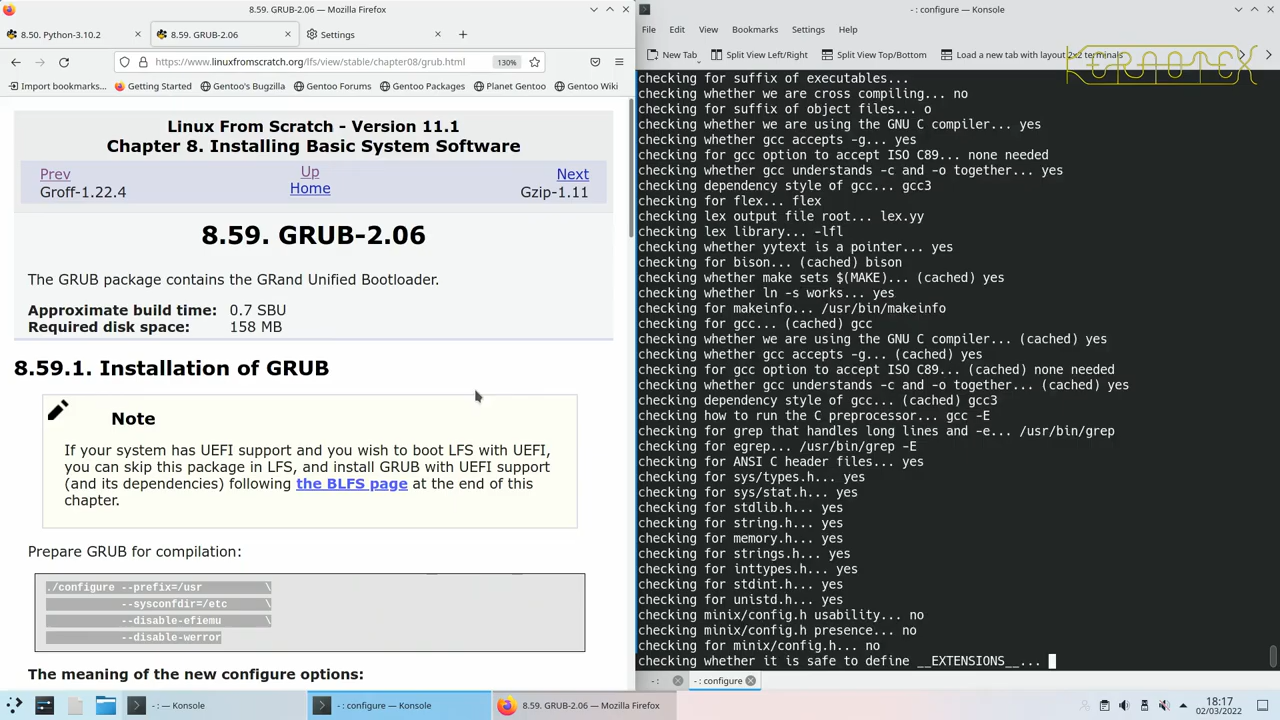 8.59. GRUB-2.06 — Mozilla Firefox
8.50. Python-3.10.2
8.59. GRUB-2.06
Settings
https://www.linuxfromscratch.org/lfs/view/stable/chapter08/grub.html
130%
Import bookmarks...
Getting Started
Gentoo's Bugzilla
Gentoo Forums
Gentoo Packages
Planet Gentoo
Gentoo Wiki
Linux From Scratch - Version 11.1
Chapter 8. Installing Basic System Software
Prev
Up
Next
Groff-1.22.4
Home
Gzip-1.11
8.59. GRUB-2.06
The GRUB package contains the GRand Unified Bootloader.
Approximate build time: 0.7 SBU
Required disk space: 158 MB
8.59.1. Installation of GRUB
Note
If your system has UEFI support and you wish to boot LFS with UEFI,
you can skip this package in LFS, and install GRUB with UEFI support
(and its dependencies) following the BLFS page at the end of this
chapter.
Prepare GRUB for compilation:
./configure --prefix=/usr \
--sysconfdir=/etc \
--disable-efiemu \
--disable-werror
The meaning of the new configure options:
- : configure — Konsole
File Edit View Bookmarks Settings Help
New Tab
Split View Left/Right
Split View Top/Bottom
Load a new tab with layout 2x2 terminals
KERNOTEX
checking for suffix of executables...
checking whether we are cross compiling... no
checking for suffix of object files... o
checking whether we are using the GNU C compiler... yes
checking whether gcc accepts -g... yes
checking for gcc option to accept ISO C89... none needed
checking whether gcc understands -c and -o together... yes
checking dependency style of gcc... gcc3
checking for flex... flex
checking lex output file root... lex.yy
checking lex library... -lfl
checking whether yytext is a pointer... yes
checking for bison... (cached) bison
checking whether make sets $(MAKE)... (cached) yes
checking whether ln -s works... yes
checking for makeinfo... /usr/bin/makeinfo
checking for gcc... (cached) gcc
checking whether we are using the GNU C compiler... (cached) yes
checking whether gcc accepts -g... (cached) yes
checking for gcc option to accept ISO C89... (cached) none needed
checking whether gcc understands -c and -o together... (cached) yes
checking dependency style of gcc... (cached) gcc3
checking how to run the C preprocessor... gcc -E
checking for grep that handles long lines and -e... /usr/bin/grep
checking for egrep... /usr/bin/grep -E
checking for ANSI C header files... yes
checking for sys/types.h... yes
checking for sys/stat.h... yes
checking for stdlib.h... yes
checking for string.h... yes
checking for memory.h... yes
checking for strings.h... yes
checking for inttypes.h... yes
checking for stdint.h... yes
checking for unistd.h... yes
checking minix/config.h usability... no
checking minix/config.h presence... no
checking for minix/config.h... no
checking whether it is safe to define __EXTENSIONS__...
- :
- : configure
- : — Konsole
- : configure — Konsole
8.59. GRUB-2.06 — Mozilla Firefox
18:17
02/03/2022